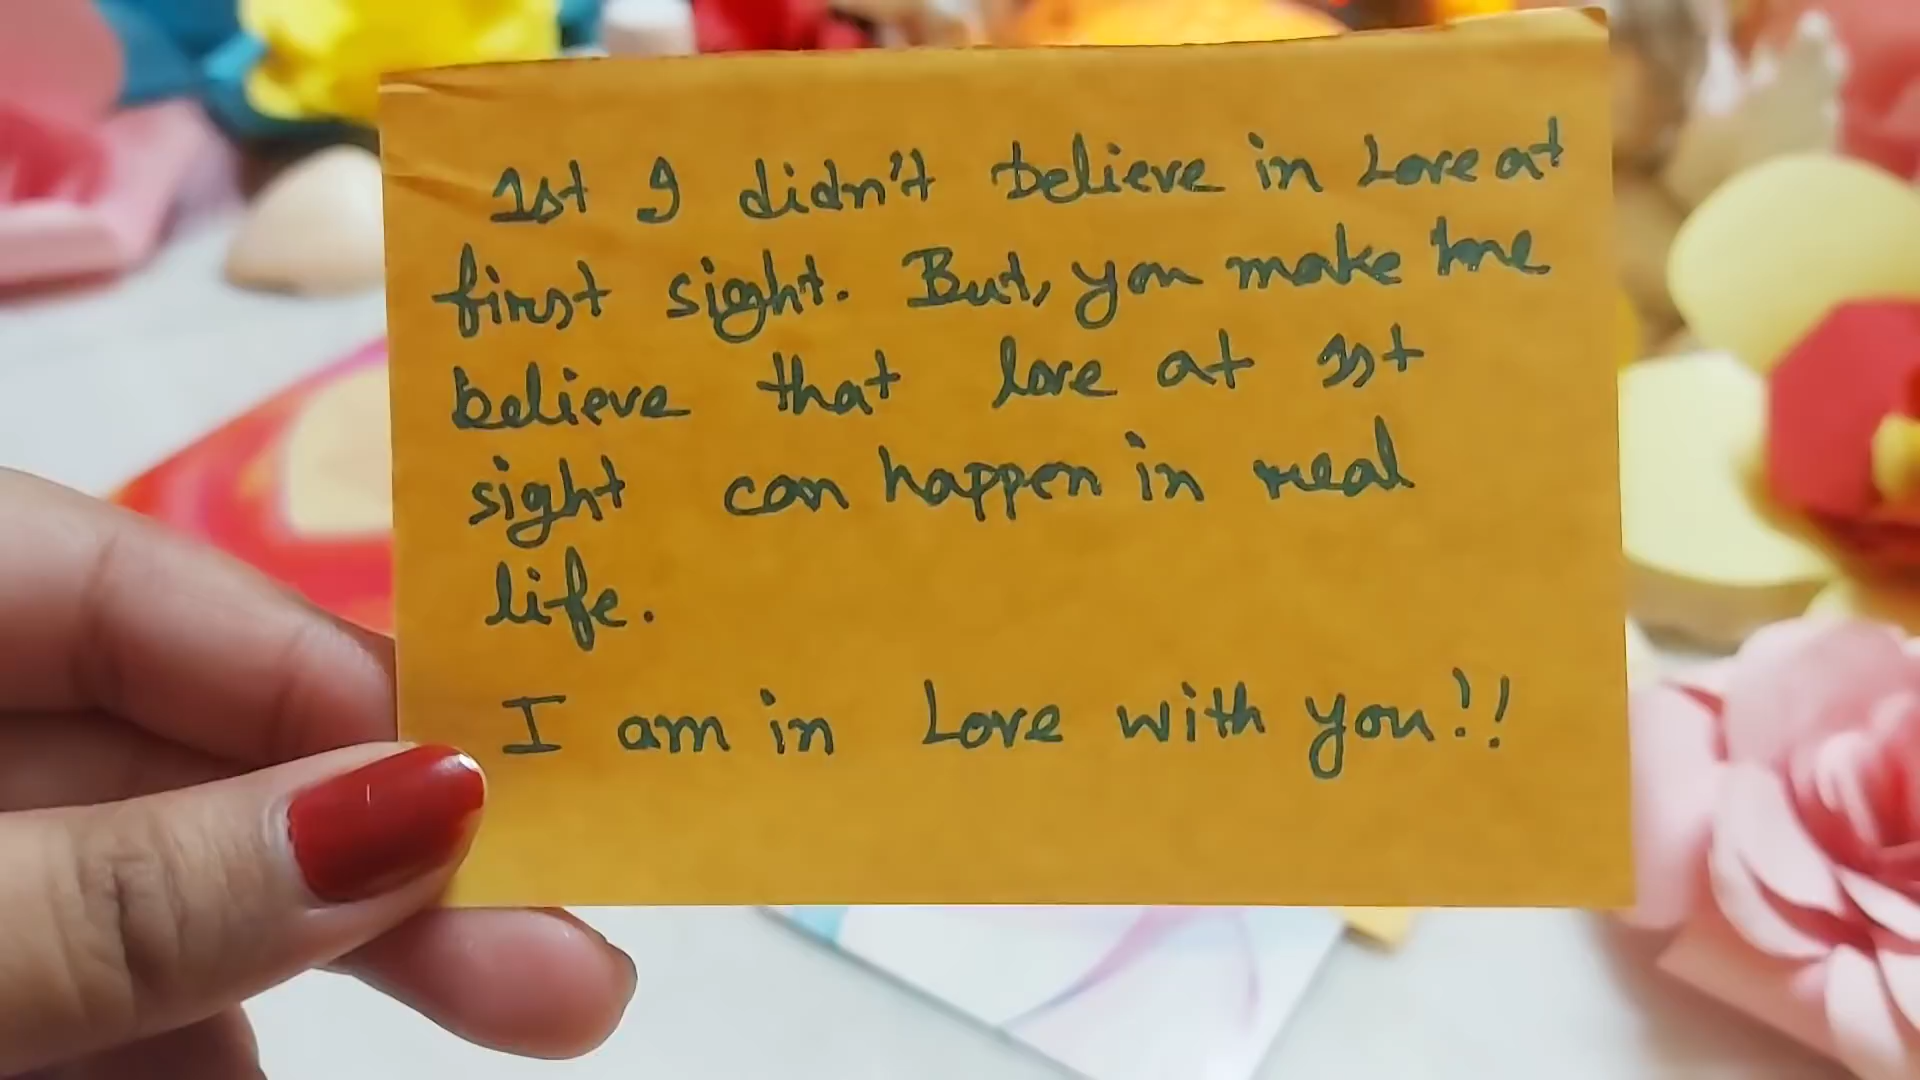 1st I didn't believe in Love at
first sight. But, you make me
believe that love at 1st
sight can happen in real
life.
I am in Love with you!!